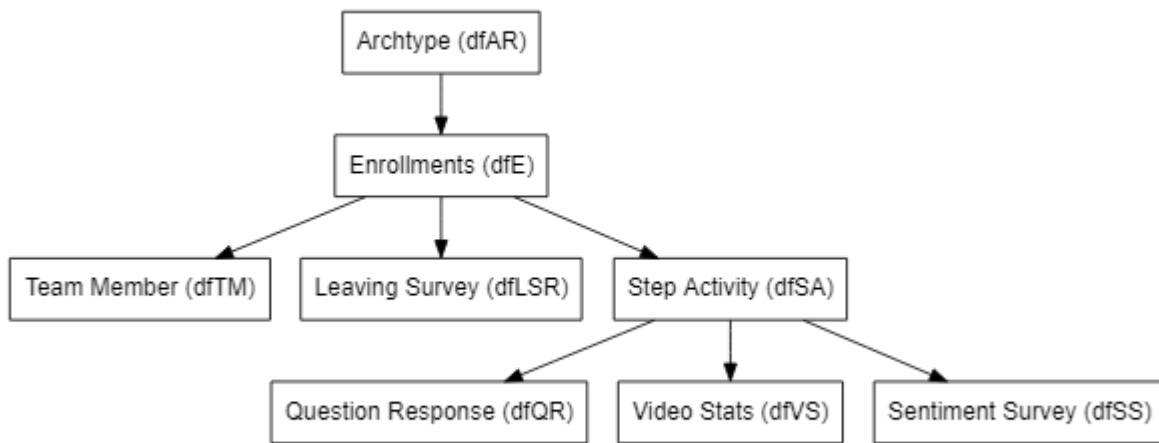 Archtype (dfAR)
Enrollments (dfE)
Team Member (dfTM)
Leaving Survey (dfLSR)
Step Activity (dfSA)
Question Response (dfQR)
Video Stats (dfVS)
Sentiment Survey (dfSS)